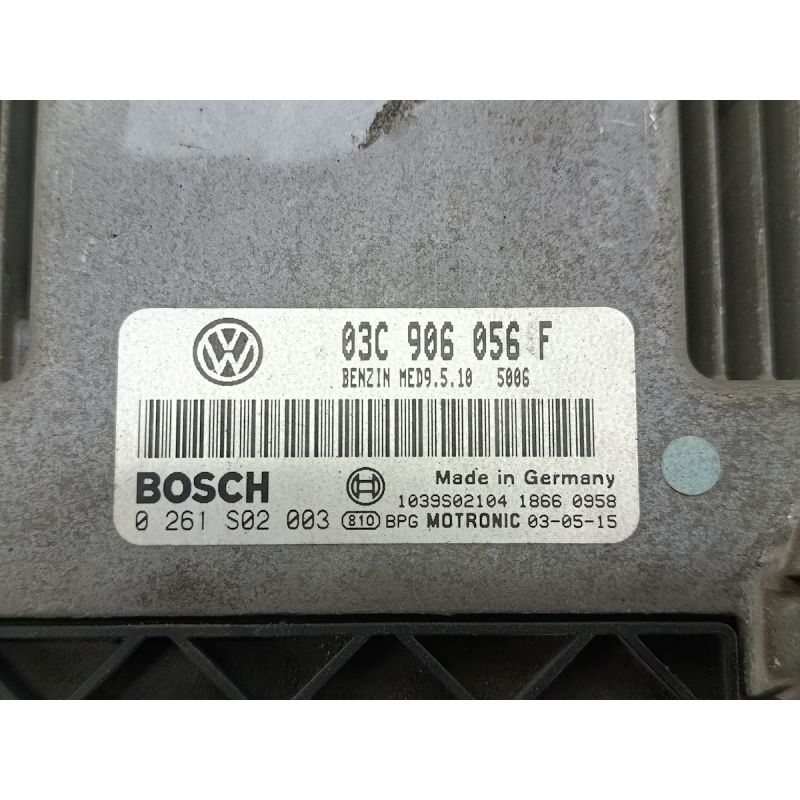 03C 906 056 F
BENZIN MED9.5.10 5006
BOSCH
Made in Germany
1039S02104 1866 0958
0 261 S02 003 810 BPG MOTRONIC 03-05-15